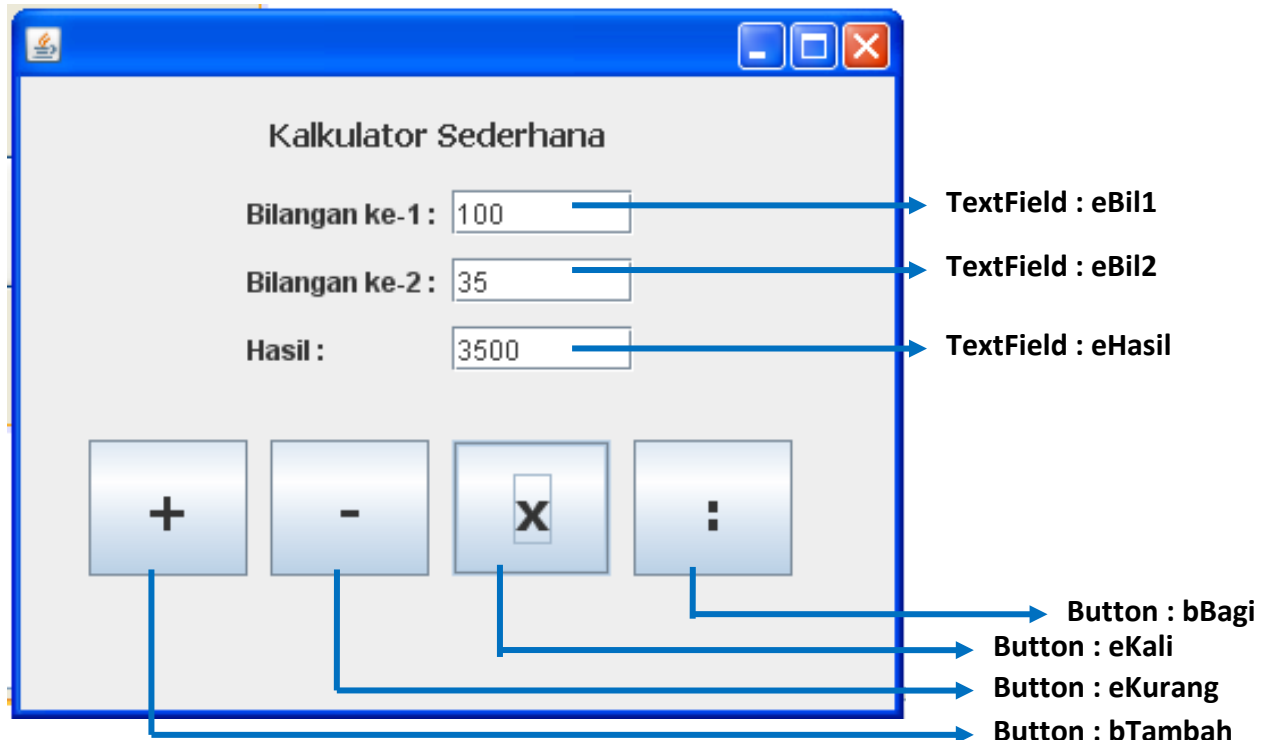 Kalkulator Sederhana
Bilangan ke-1 : 100
TextField : eBil1
Bilangan ke-2 : 35
TextField : eBil2
Hasil : 3500
TextField : eHasil
+ - x :
Button : bBagi
Button : eKali
Button : eKurang
Button : bTambah